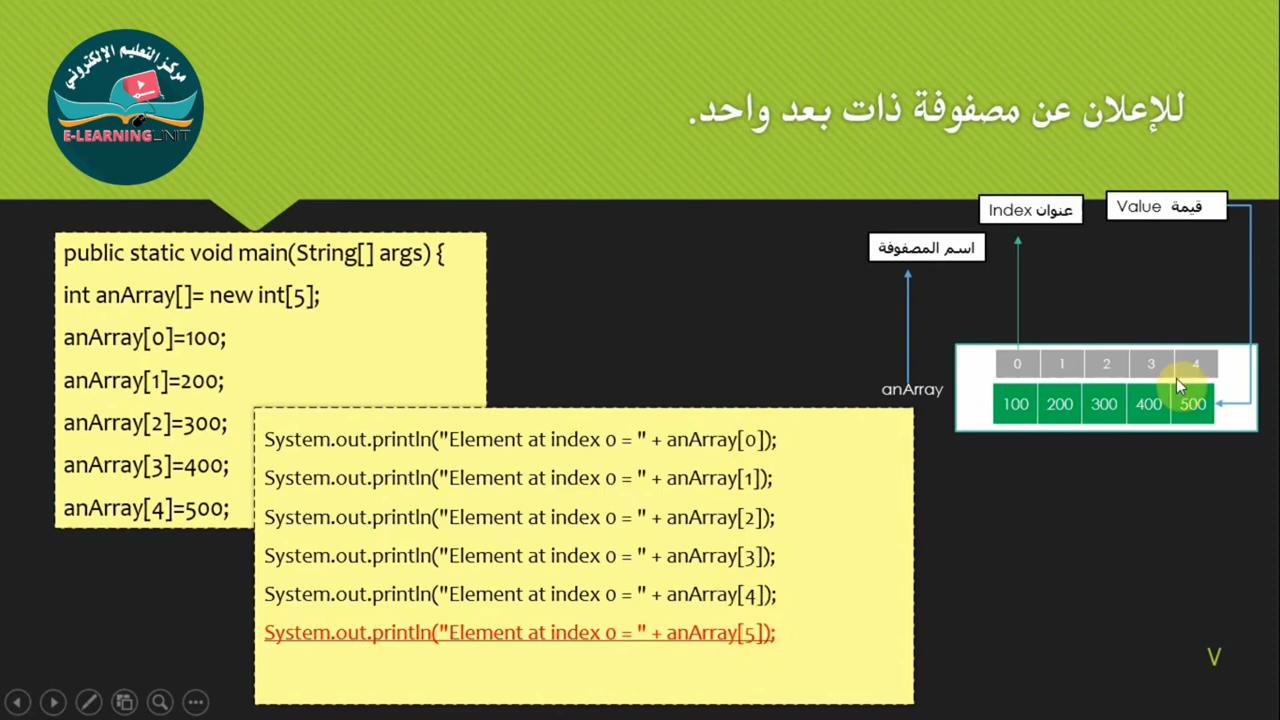 مركز التعليم الإلكتروني
E-LEARNING UNIT
للإعلان عن مصفوفة ذات بعد واحد.
قيمة Value
عنوان Index
اسم المصفوفة
public static void main(String[] args) {
int anArray[]= new int[5];
anArray[0]=100;
anArray[1]=200;
anArray[2]=300;
anArray[3]=400;
anArray[4]=500;
0 1 2 3 4
anArray
100 200 300 400 500
System.out.println("Element at index 0 = " + anArray[0]);
System.out.println("Element at index 0 = " + anArray[1]);
System.out.println("Element at index 0 = " + anArray[2]);
System.out.println("Element at index 0 = " + anArray[3]);
System.out.println("Element at index 0 = " + anArray[4]);
System.out.println("Element at index 0 = " + anArray[5]);
٧